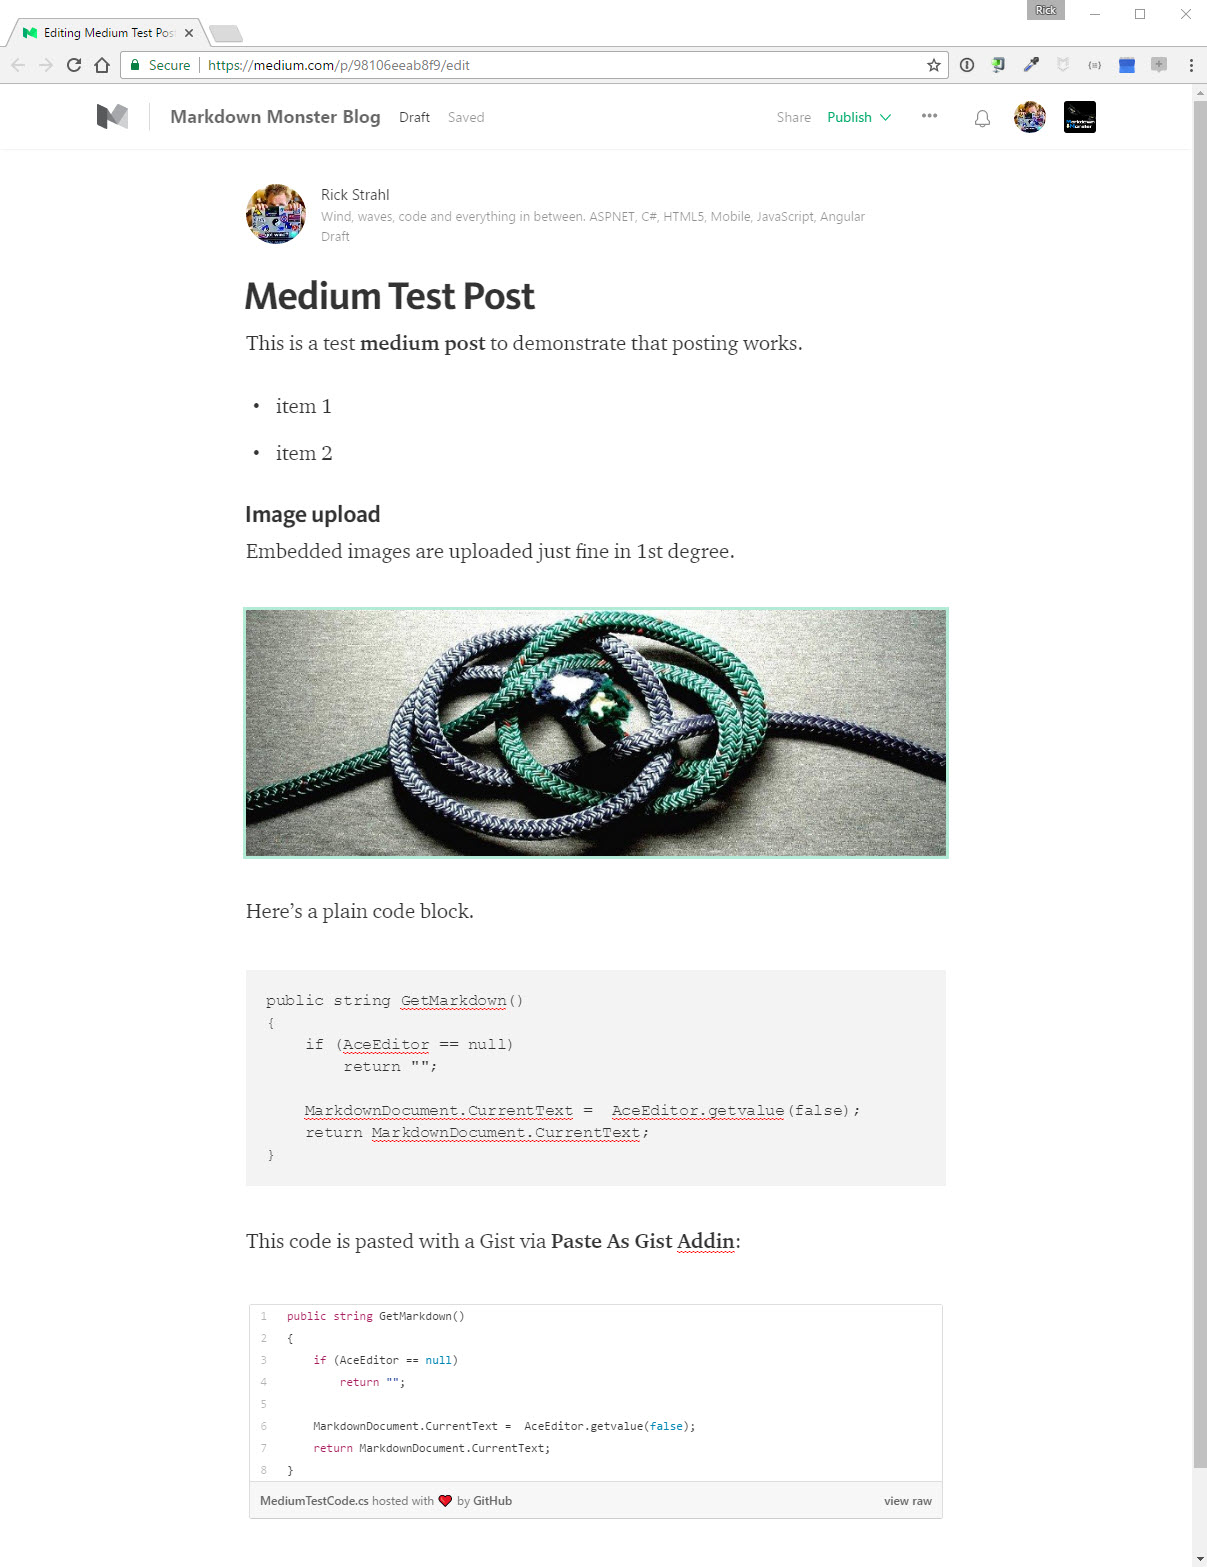 Rick
Editing Medium Test Pos
Secure https://medium.com/p/98106eeab8f9/edit
Markdown Monster Blog Draft Saved Share Publish
Rick Strahl
Wind, waves, code and everything in between. ASP.NET, C#, HTML5, Mobile, JavaScript, Angular
Draft
Medium Test Post
This is a test medium post to demonstrate that posting works.
• item 1
• item 2
Image upload
Embedded images are uploaded just fine in 1st degree.
Here’s a plain code block.
public string GetMarkdown()
{
    if (AceEditor == null)
        return "";
    MarkdownDocument.CurrentText =  AceEditor.getvalue(false);
    return MarkdownDocument.CurrentText;
}
This code is pasted with a Gist via Paste As Gist Addin:
1 public string GetMarkdown()
2 {
3     if (AceEditor == null)
4         return "";
5
6     MarkdownDocument.CurrentText =  AceEditor.getvalue(false);
7     return MarkdownDocument.CurrentText;
8 }
MediumTestCode.cs hosted with ❤ by GitHub view raw